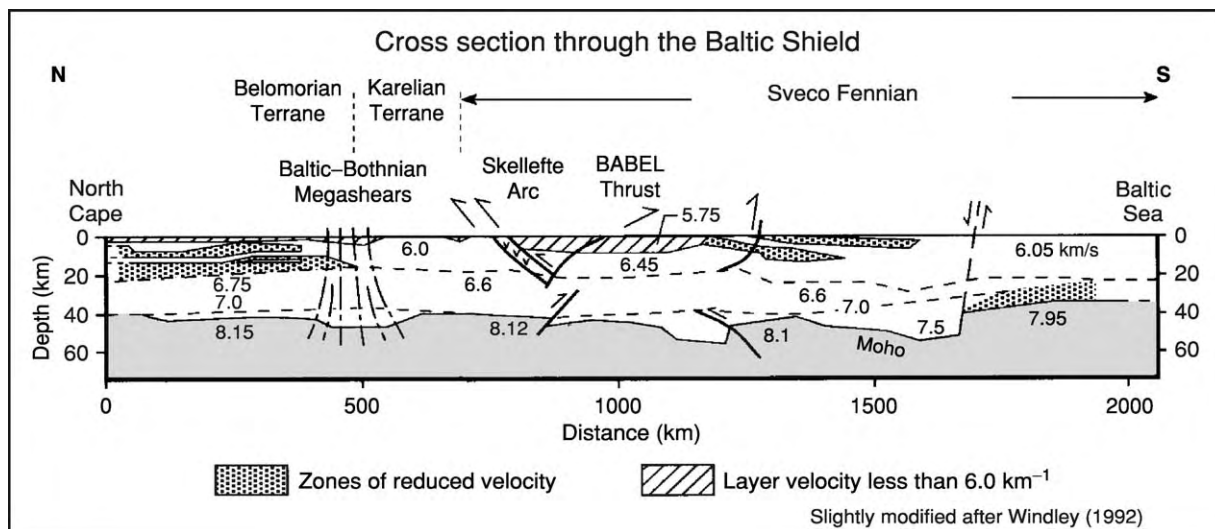 Cross section through the Baltic Shield
N
S
Belomorian
Terrane
Karelian
Terrane
Sveco Fennian
Baltic–Bothnian
Megashears
Skellefte
Arc
BABEL
Thrust
North
Cape
Baltic
Sea
5.75
0
20
40
60
Depth (km)
0
20
40
60
6.0
6.45
6.05 km/s
6.75
7.0
6.6
6.6
7.0
7.5
7.95
8.15
8.12
8.1
Moho
0
500
1000
1500
2000
Distance (km)
Zones of reduced velocity
Layer velocity less than 6.0 km⁻¹
Slightly modified after Windley (1992)